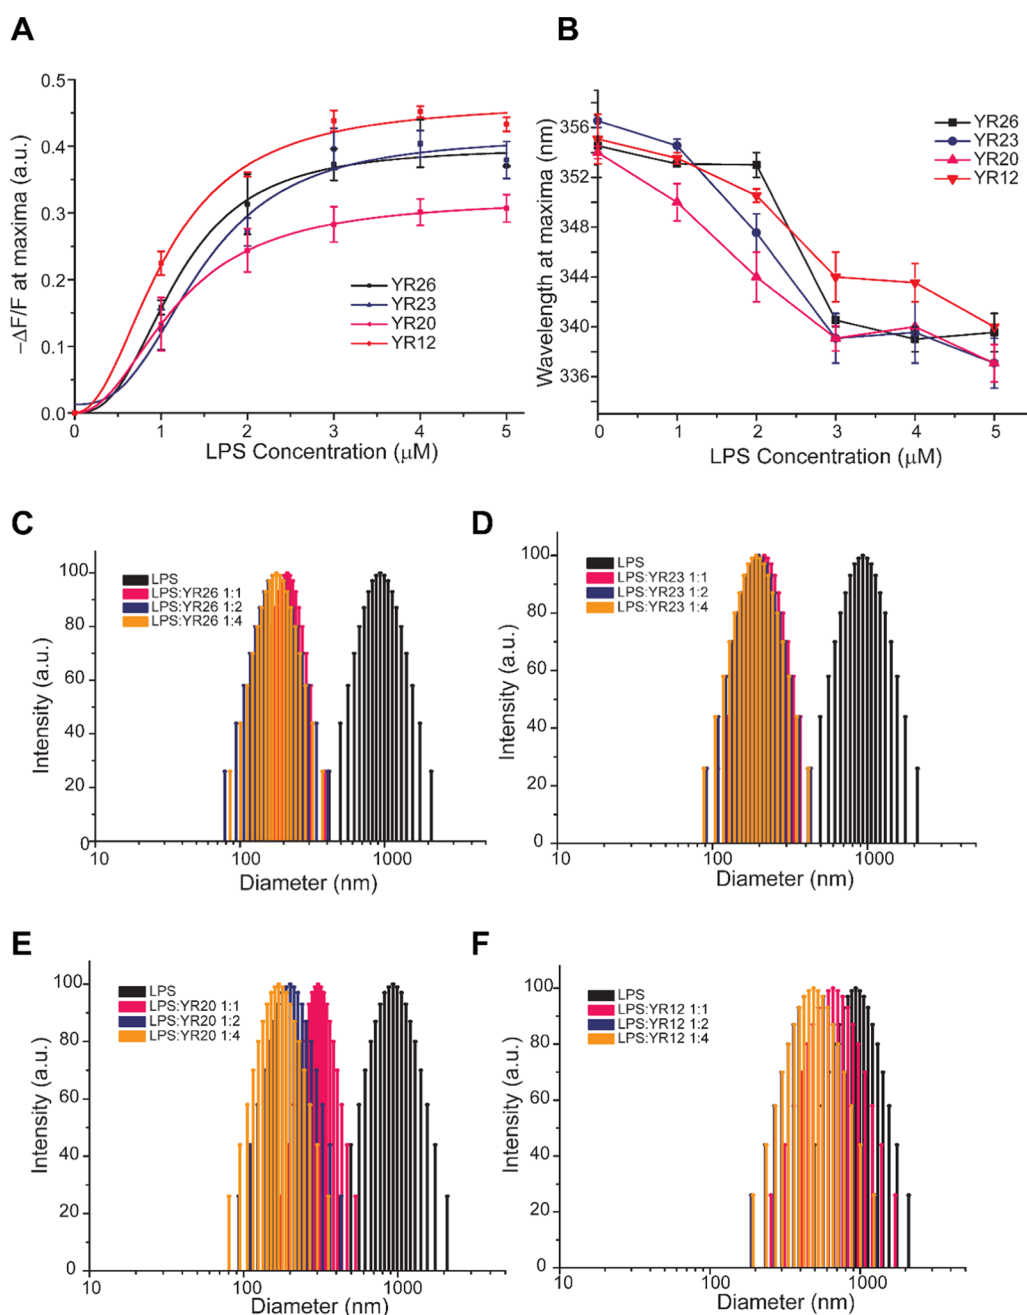 A
−ΔF/F at maxima (a.u.)
0.5
0.4
0.3
0.2
0.1
0.0
YR26
YR23
YR20
YR12
0 1 2 3 4 5
LPS Concentration (μM)
B
Wavelength at maxima (nm)
356
352
348
344
340
336
YR26
YR23
YR20
YR12
0 1 2 3 4 5
LPS Concentration (μM)
C
Intensity (a.u.)
100
80
60
40
20
0
LPS
LPS:YR26 1:1
LPS:YR26 1:2
LPS:YR26 1:4
10 100 1000
Diameter (nm)
D
Intensity (a.u.)
100
80
60
40
20
0
LPS
LPS:YR23 1:1
LPS:YR23 1:2
LPS:YR23 1:4
10 100 1000
Diameter (nm)
E
Intensity (a.u.)
100
80
60
40
20
0
LPS
LPS:YR20 1:1
LPS:YR20 1:2
LPS:YR20 1:4
10 100 1000
Diameter (nm)
F
Intensity (a.u.)
100
80
60
40
20
0
LPS
LPS:YR12 1:1
LPS:YR12 1:2
LPS:YR12 1:4
10 100 1000
Diameter (nm)